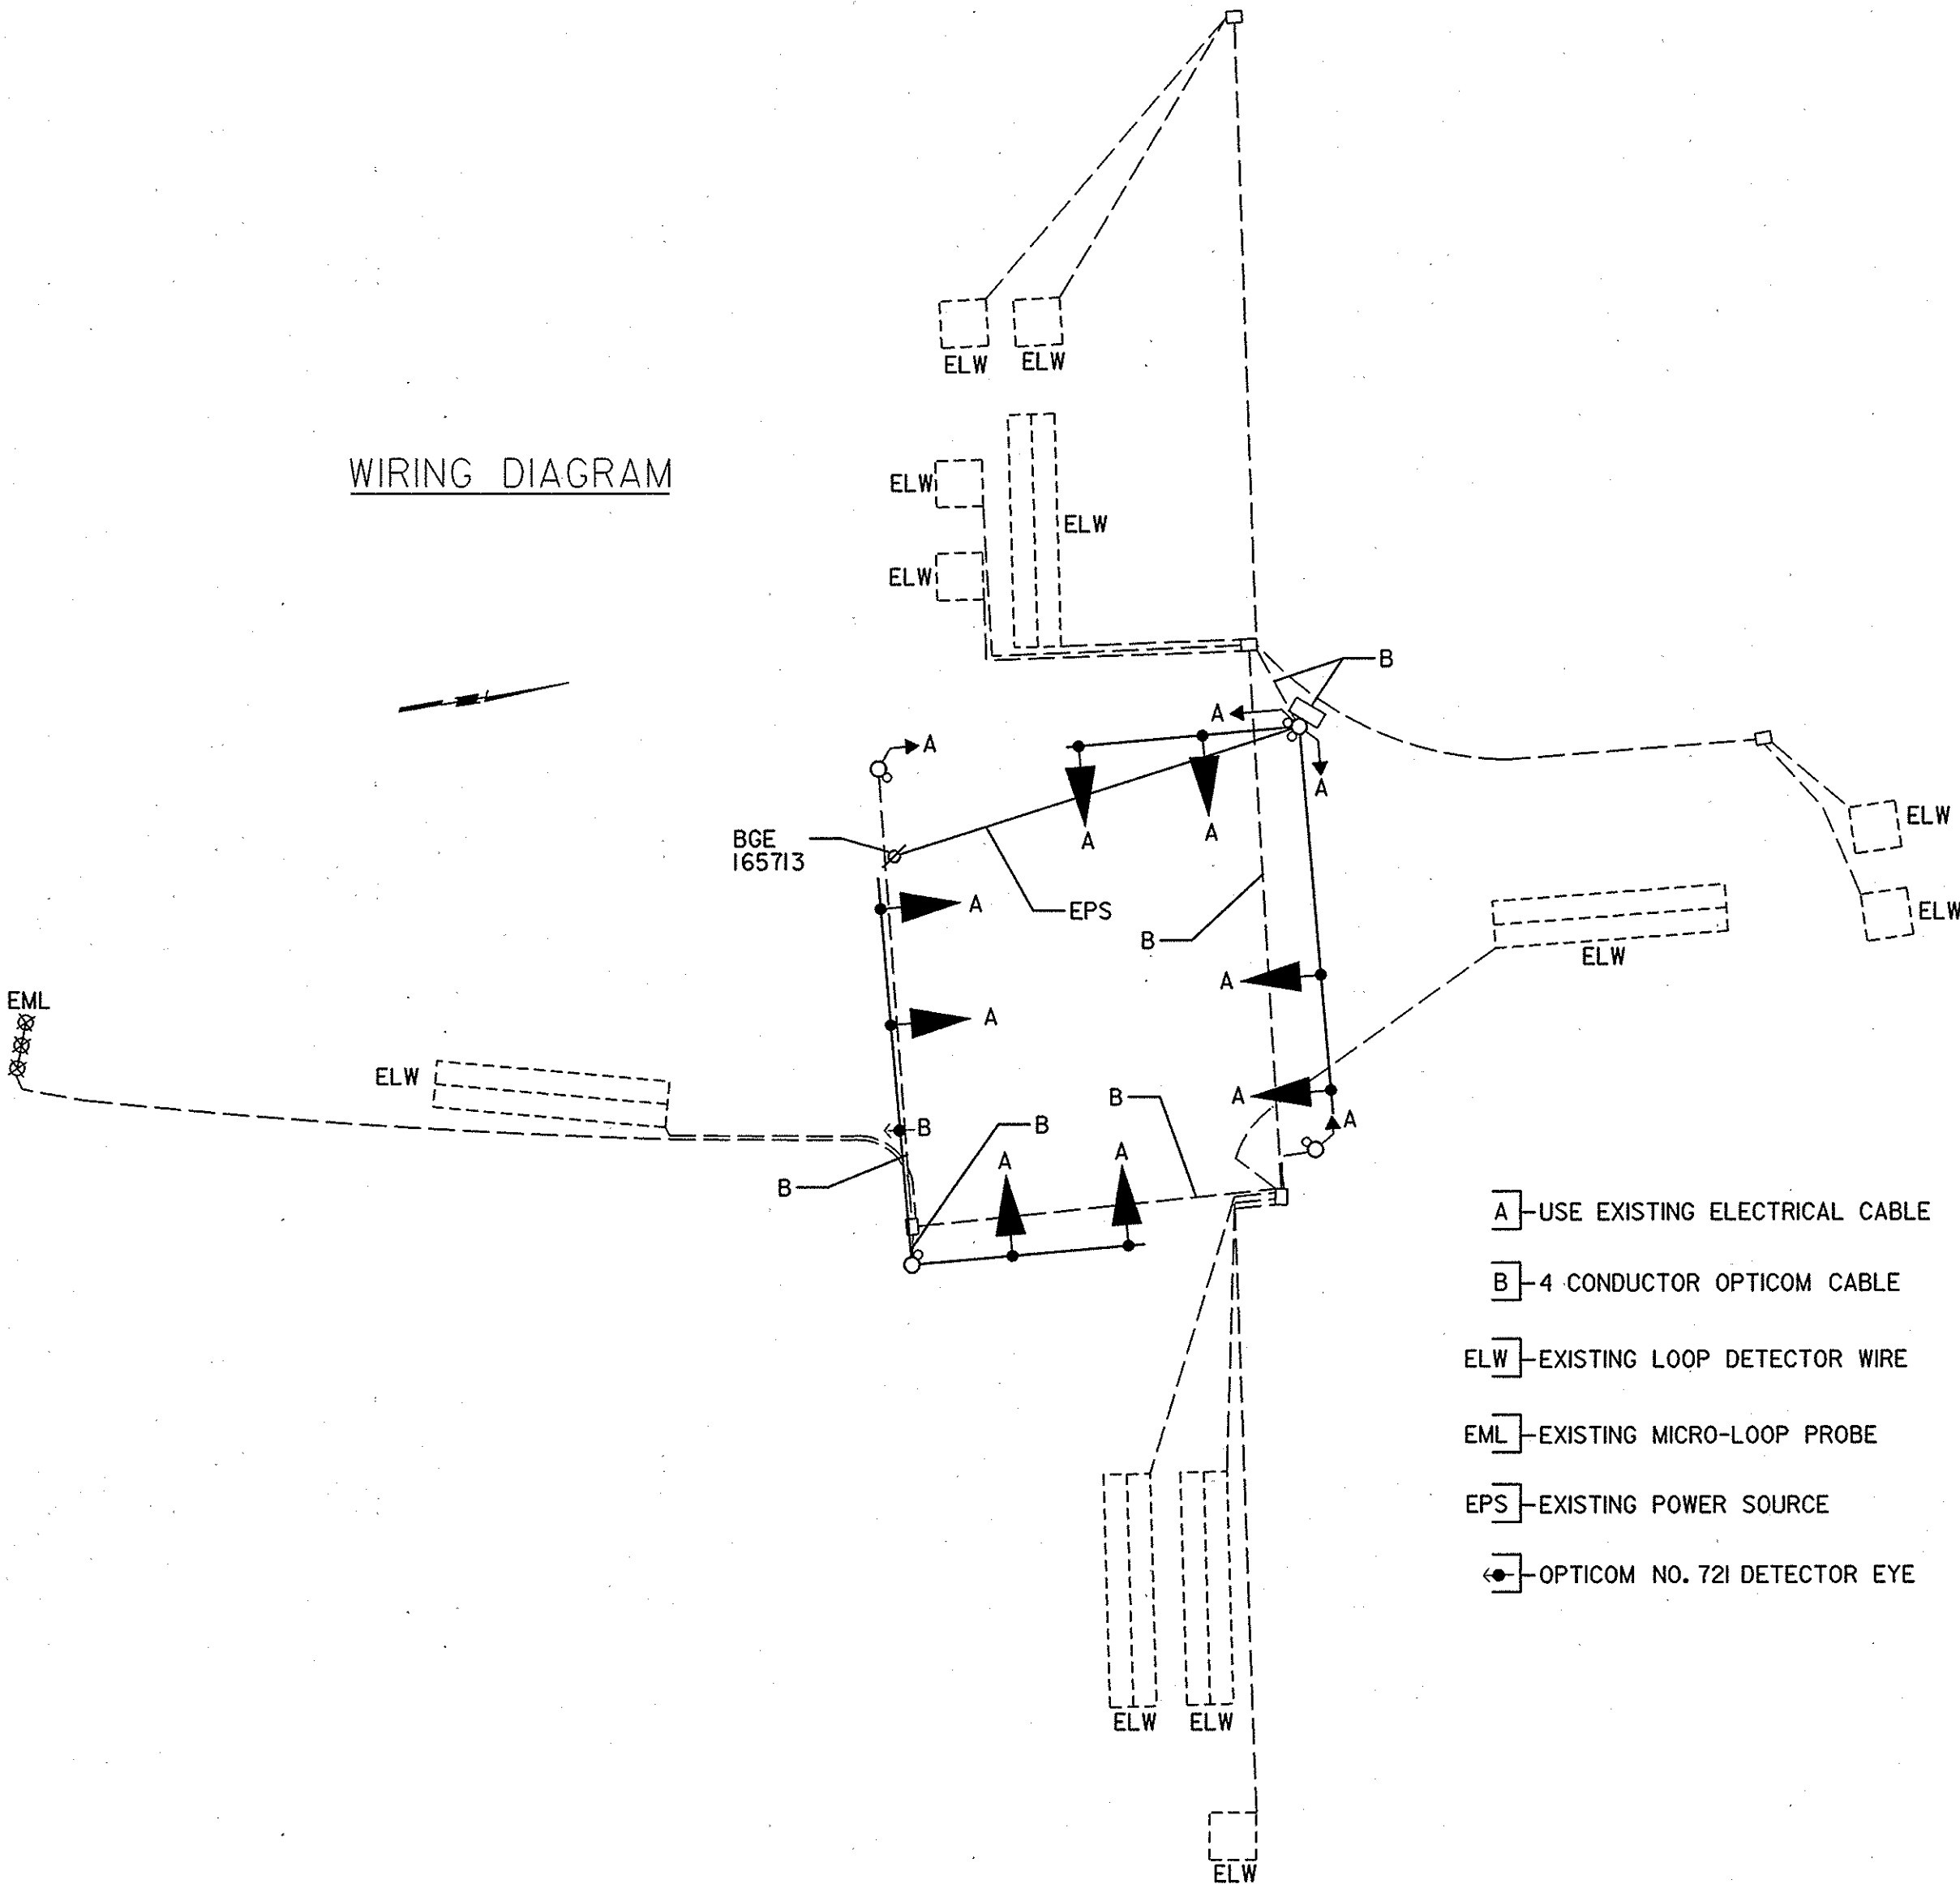 ELW
ELW
WIRING DIAGRAM
ELW
ELW
ELW
B
A
A
A
ELW
BGE
165713
A
A
A
EPS
ELW
B
ELW
A
A
EML
A
ELW
A
B
B
B
A
A
A
B
A USE EXISTING ELECTRICAL CABLE
B 4 CONDUCTOR OPTICOM CABLE
ELW EXISTING LOOP DETECTOR WIRE
EML EXISTING MICRO-LOOP PROBE
EPS EXISTING POWER SOURCE
OPTICOM NO. 721 DETECTOR EYE
ELW
ELW
ELW